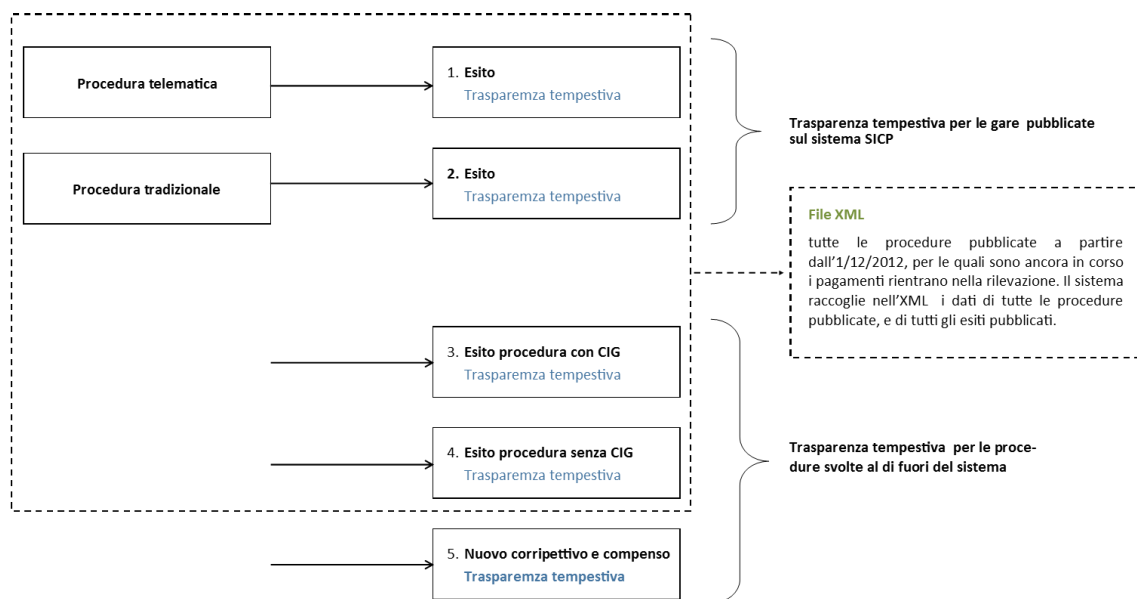 Procedura telematica
1. Esito
Trasparemza tempestiva
Procedura tradizionale
2. Esito
Trasparemza tempestiva
Trasparenza tempestiva per le gare pubblicate
sul sistema SICP
File XML
tutte le procedure pubblicate a partire
dall'1/12/2012, per le quali sono ancora in corso
i pagamenti rientrano nella rilevazione. Il sistema
raccoglie nell'XML i dati di tutte le procedure
pubblicate, e di tutti gli esiti pubblicati.
3. Esito procedura con CIG
Trasparemza tempestiva
4. Esito procedura senza CIG
Trasparemza tempestiva
5. Nuovo corripettivo e compenso
Trasparemza tempestiva
Trasparenza tempestiva per le proce-
dure svolte al di fuori del sistema